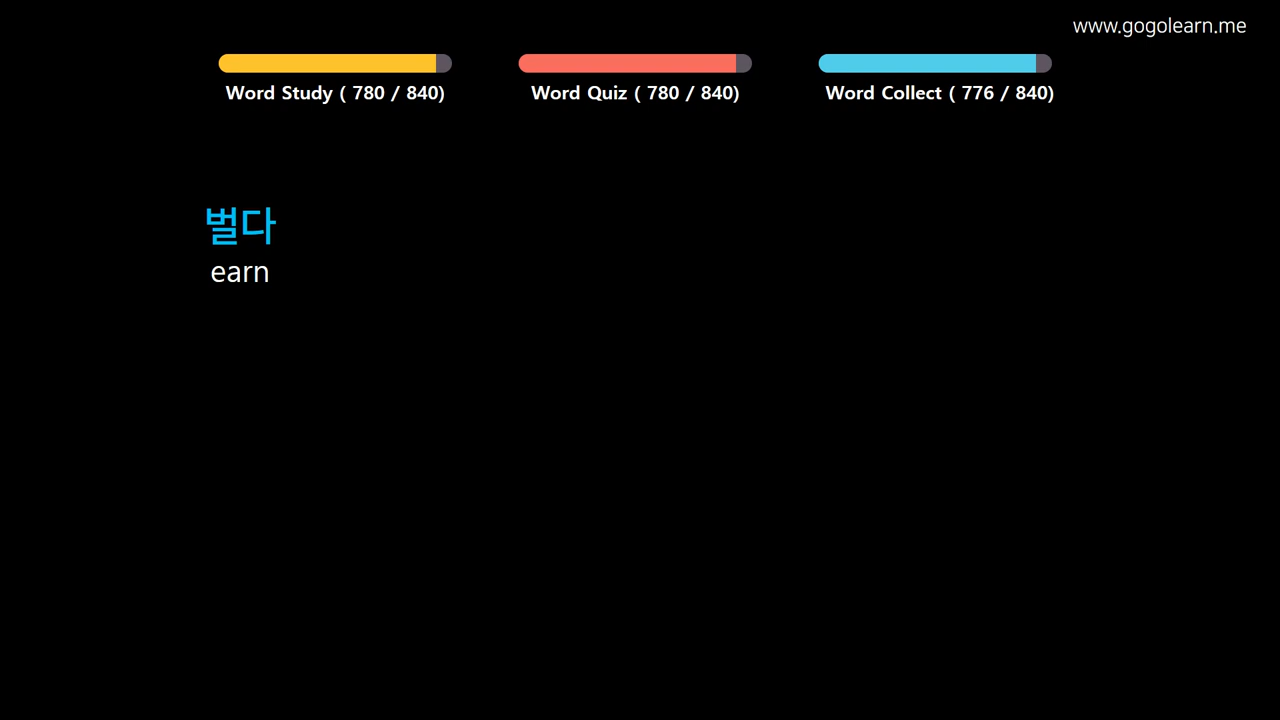 www.gogolearn.me
Word Study ( 780 / 840)
Word Quiz ( 780 / 840)
Word Collect ( 776 / 840)
벌다
earn